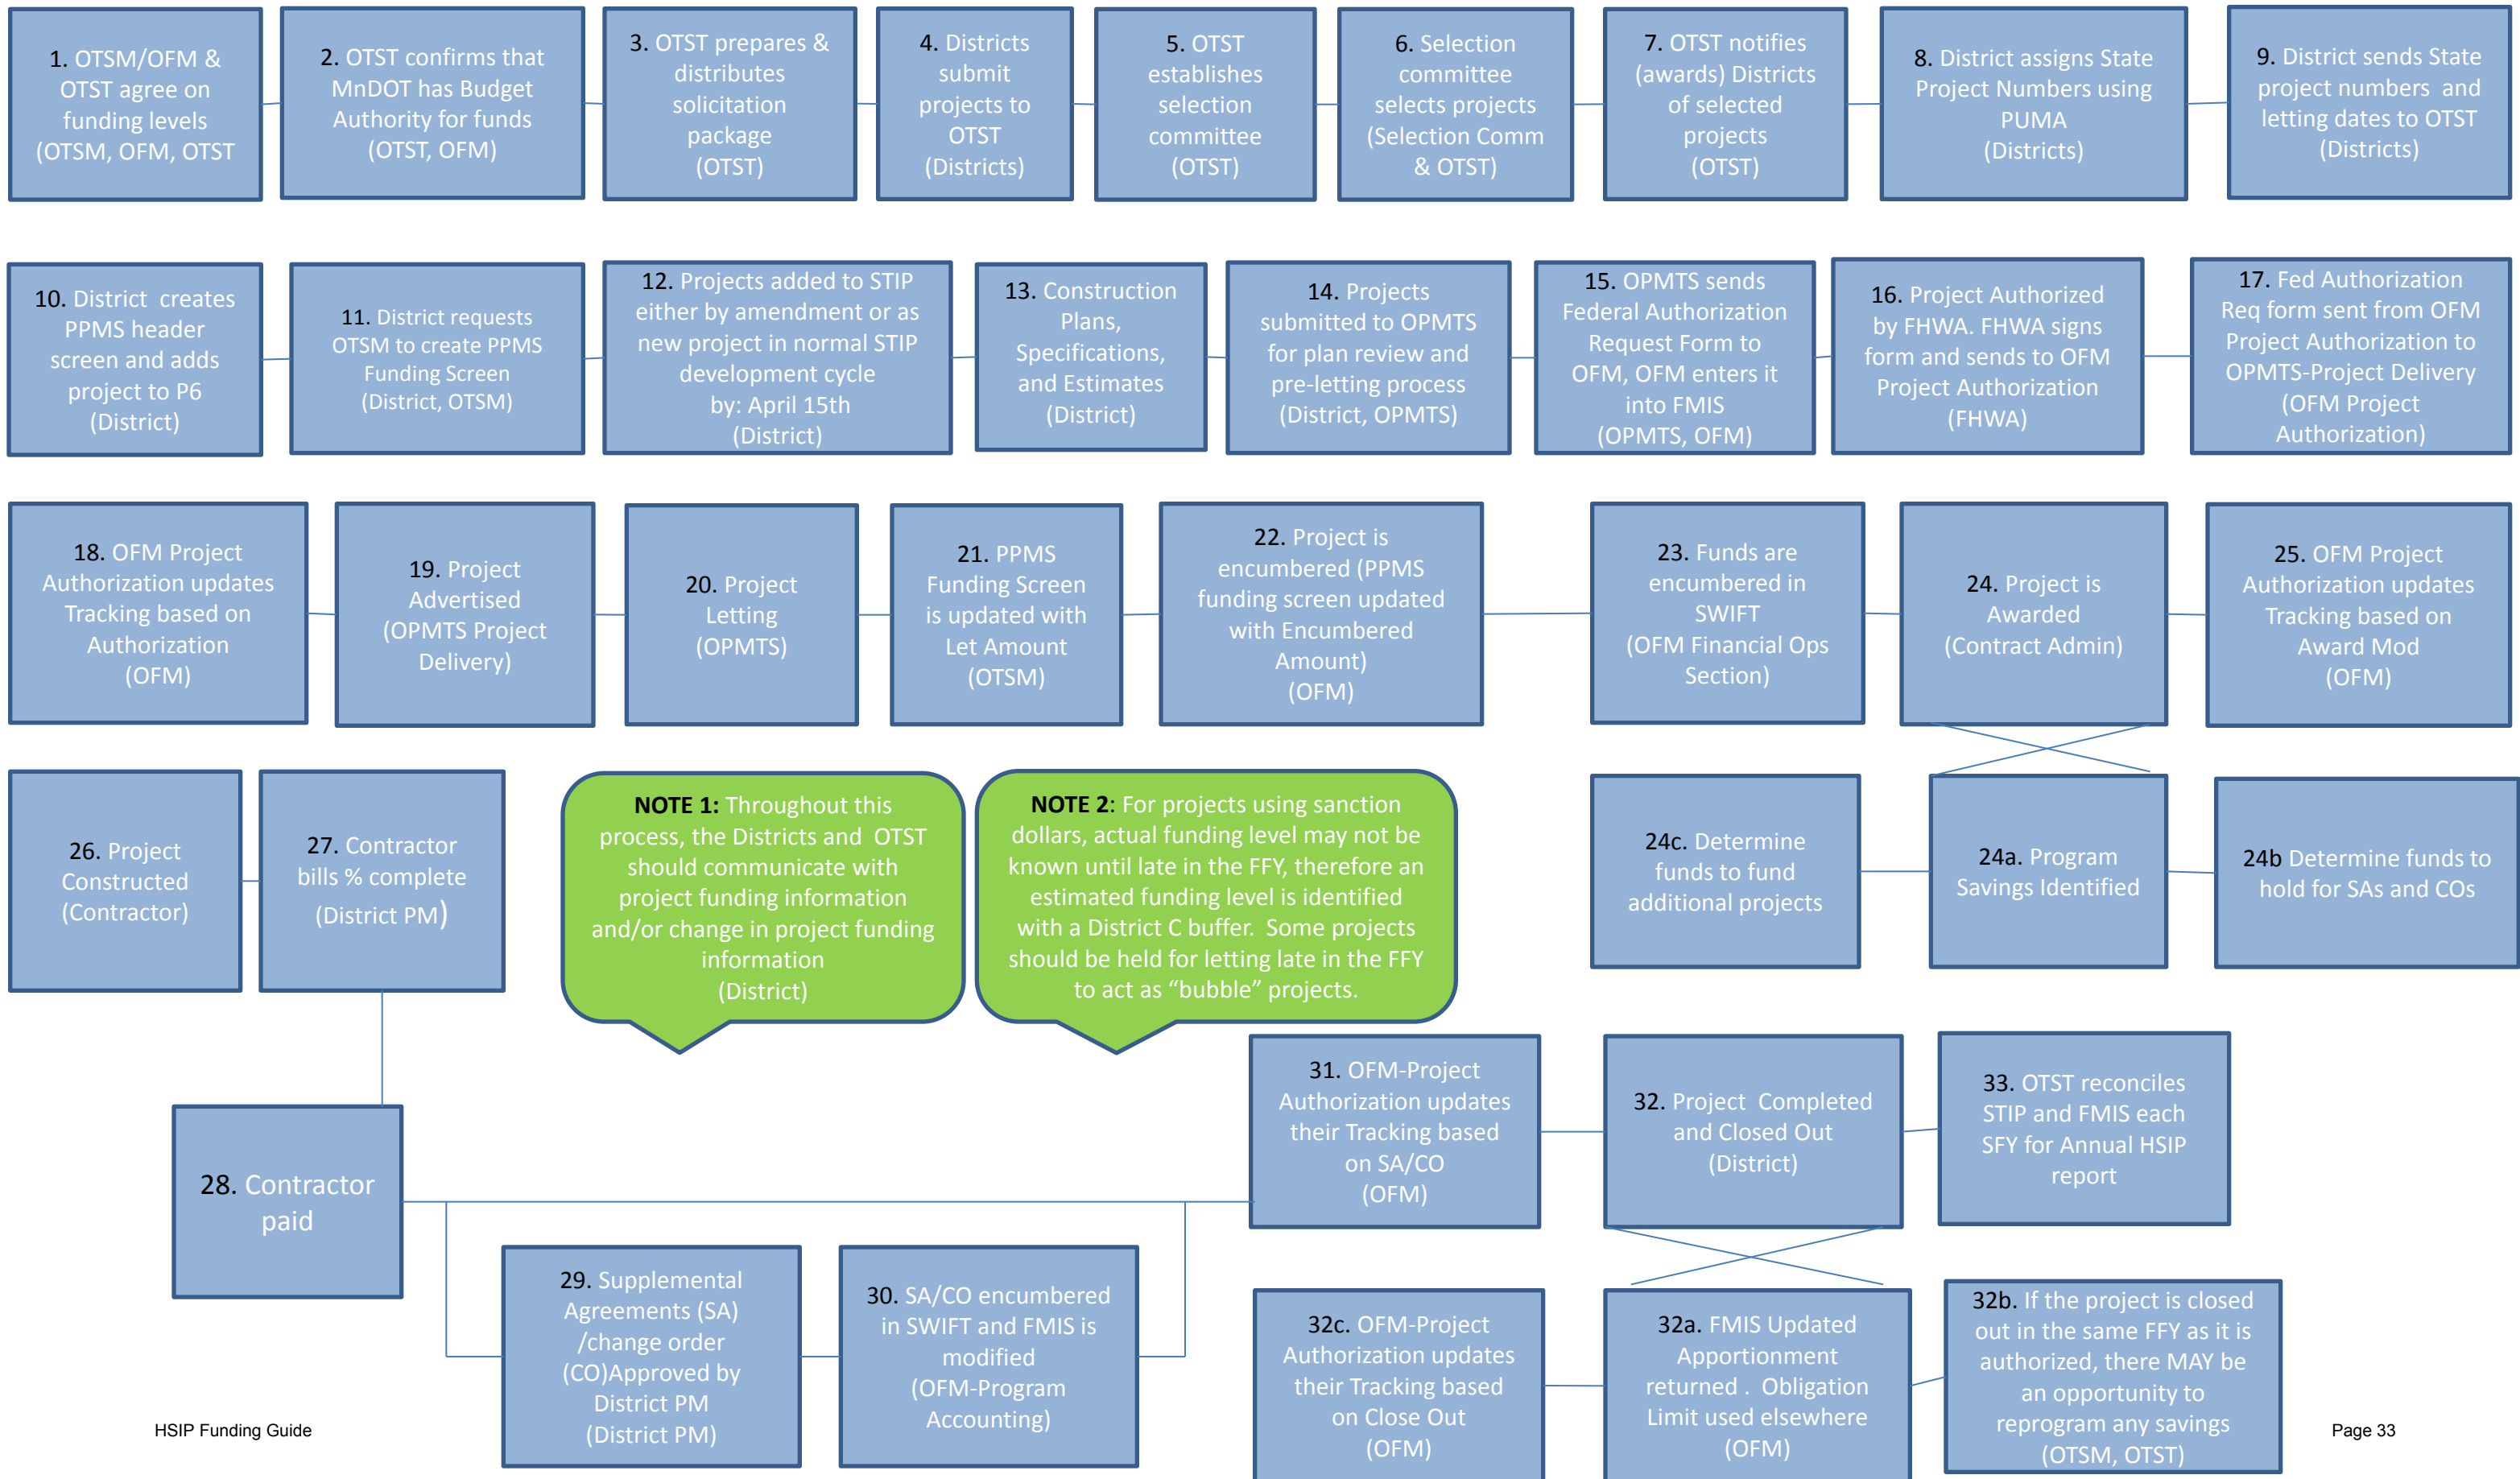 1. OTSM/OFM &
OTST agree on
funding levels
(OTSM, OFM, OTST
2. OTST confirms that
MnDOT has Budget
Authority for funds
(OTST, OFM)
3. OTST prepares &
distributes
solicitation
package
(OTST)
4. Districts
submit
projects to
OTST
(Districts)
5. OTST
establishes
selection
committee
(OTST)
6. Selection
committee
selects projects
(Selection Comm
& OTST)
7. OTST notifies
(awards) Districts
of selected
projects
(OTST)
8. District assigns State
Project Numbers using
PUMA
(Districts)
9. District sends State
project numbers and
letting dates to OTST
(Districts)
10. District creates
PPMS header
screen and adds
project to P6
(District)
11. District requests
OTSM to create PPMS
Funding Screen
(District, OTSM)
12. Projects added to STIP
either by amendment or as
new project in normal STIP
development cycle
by: April 15th
(District)
13. Construction
Plans,
Specifications,
and Estimates
(District)
14. Projects
submitted to OPMTS
for plan review and
pre-letting process
(District, OPMTS)
15. OPMTS sends
Federal Authorization
Request Form to
OFM, OFM enters it
into FMIS
(OPMTS, OFM)
16. Project Authorized
by FHWA. FHWA signs
form and sends to OFM
Project Authorization
(FHWA)
17. Fed Authorization
Req form sent from OFM
Project Authorization to
OPMTS-Project Delivery
(OFM Project
Authorization)
18. OFM Project
Authorization updates
Tracking based on
Authorization
(OFM)
19. Project
Advertised
(OPMTS Project
Delivery)
20. Project
Letting
(OPMTS)
21. PPMS
Funding Screen
is updated with
Let Amount
(OTSM)
22. Project is
encumbered (PPMS
funding screen updated
with Encumbered
Amount)
(OFM)
23. Funds are
encumbered in
SWIFT
(OFM Financial Ops
Section)
24. Project is
Awarded
(Contract Admin)
25. OFM Project
Authorization updates
Tracking based on
Award Mod
(OFM)
26. Project
Constructed
(Contractor)
27. Contractor
bills % complete
(District PM)
NOTE 1: Throughout this
process, the Districts and OTST
should communicate with
project funding information
and/or change in project funding
information
(District)
NOTE 2: For projects using sanction
dollars, actual funding level may not be
known until late in the FFY, therefore an
estimated funding level is identified
with a District C buffer. Some projects
should be held for letting late in the FFY
to act as “bubble” projects.
24c. Determine
funds to fund
additional projects
24a. Program
Savings Identified
24b Determine funds to
hold for SAs and COs
28. Contractor
paid
29. Supplemental
Agreements (SA)
/change order
(CO)Approved by
District PM
(District PM)
30. SA/CO encumbered
in SWIFT and FMIS is
modified
(OFM-Program
Accounting)
31. OFM-Project
Authorization updates
their Tracking based
on SA/CO
(OFM)
32. Project Completed
and Closed Out
(District)
33. OTST reconciles
STIP and FMIS each
SFY for Annual HSIP
report
32c. OFM-Project
Authorization updates
their Tracking based
on Close Out
(OFM)
32a. FMIS Updated
Apportionment
returned . Obligation
Limit used elsewhere
(OFM)
32b. If the project is closed
out in the same FFY as it is
authorized, there MAY be
an opportunity to
reprogram any savings
(OTSM, OTST)
HSIP Funding Guide
Page 33